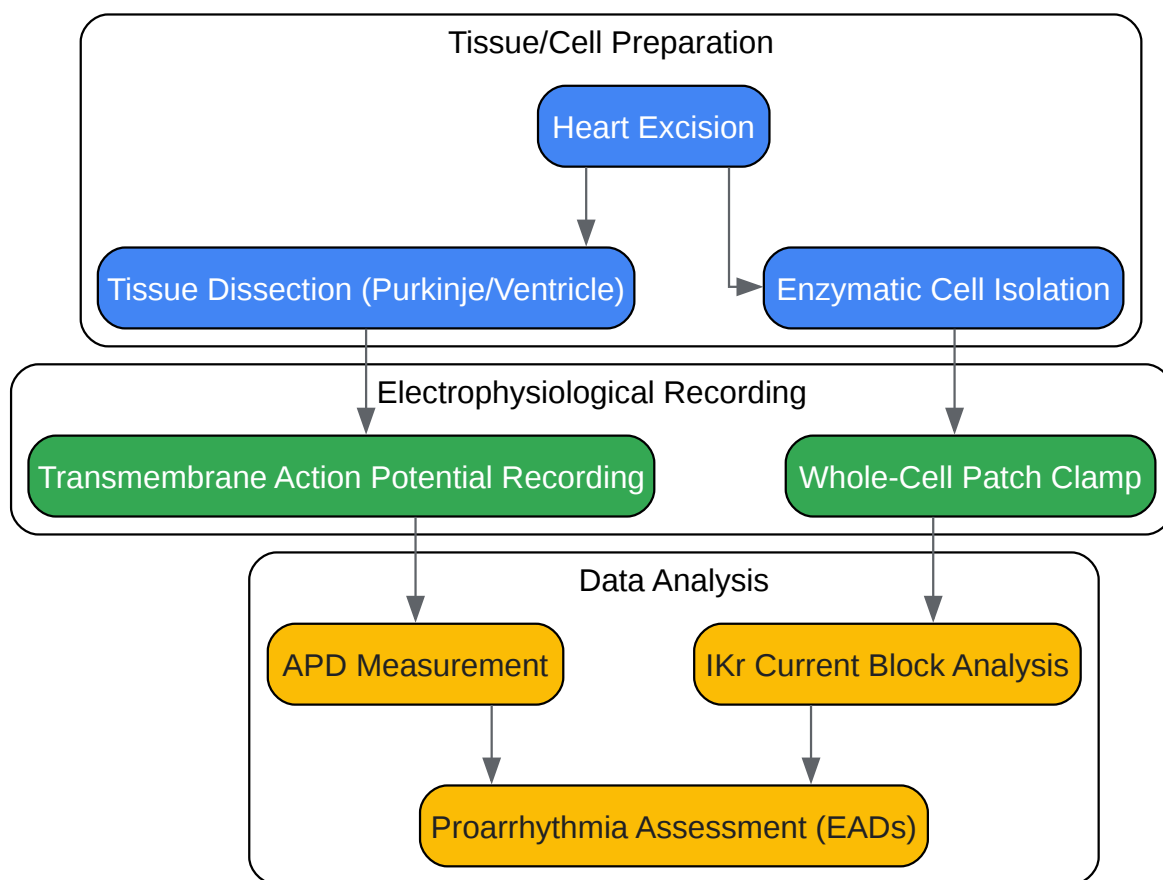 Tissue/Cell Preparation
Heart Excision
Tissue Dissection (Purkinje/Ventricle)
Enzymatic Cell Isolation
Electrophysiological Recording
Transmembrane Action Potential Recording
Whole-Cell Patch Clamp
Data Analysis
APD Measurement
IKr Current Block Analysis
Proarrhythmia Assessment (EADs)